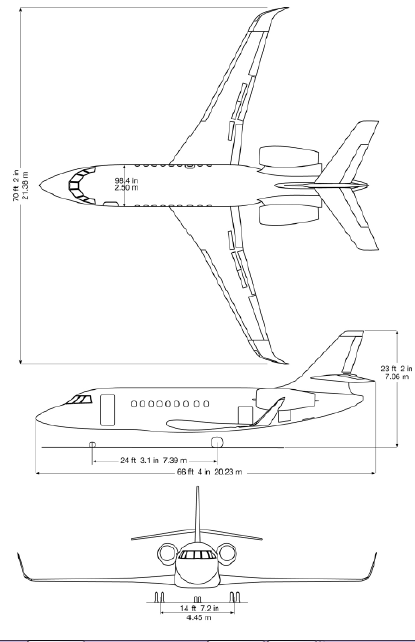 70 ft 2 in
21.38 m
98.4 in
2.50 m
23 ft 2 in
7.06 m
24 ft 3.1 in 7.39 m
66 ft 4 in 20.23 m
14 ft 7.2 in
4.45 m